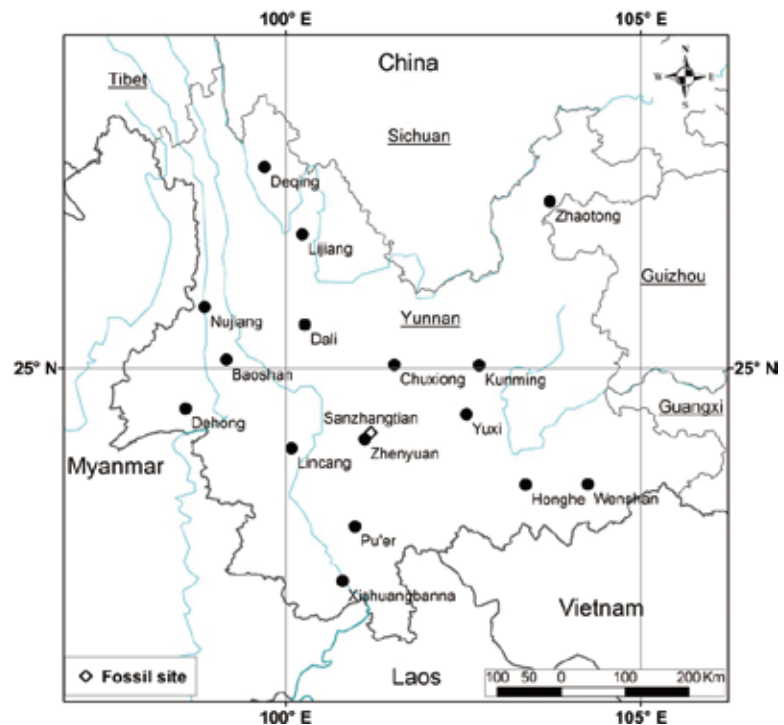 100° E
105° E
China
N
W
E
S
Tibet
Sichuan
Deqing
Zhaotong
Lijiang
Guizhou
Nujiang
Yunnan
Dali
25° N
25° N
Baoshan
Chuxiong
Kunming
Guangxi
Dehong
Sanzhangtian
Yuxi
Myanmar
Zhenyuan
Lincang
Honghe
Wenshan
Pu'er
Xishuangbanna
Vietnam
Fossil site
Laos
100 50 0 100 200 Km
100° E
105° E